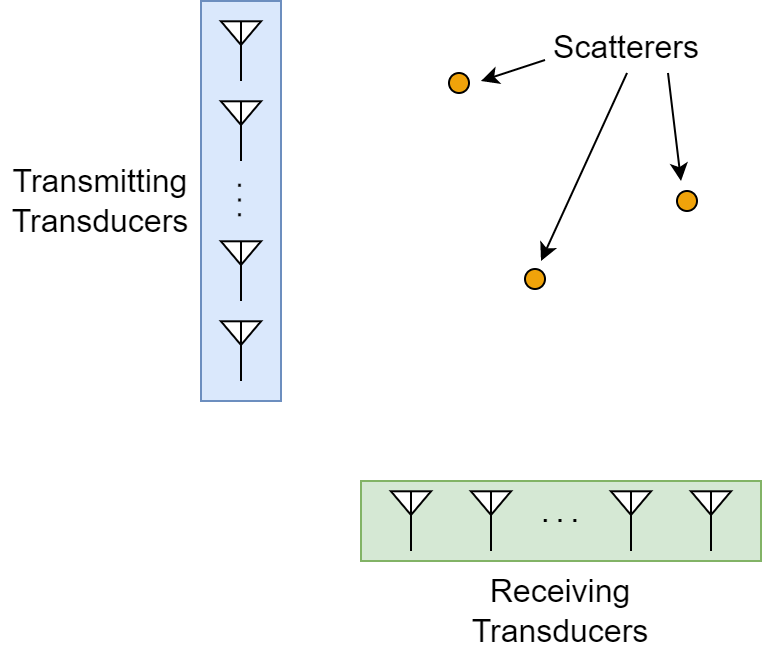 Scatterers
Transmitting
Transducers
Receiving
Transducers